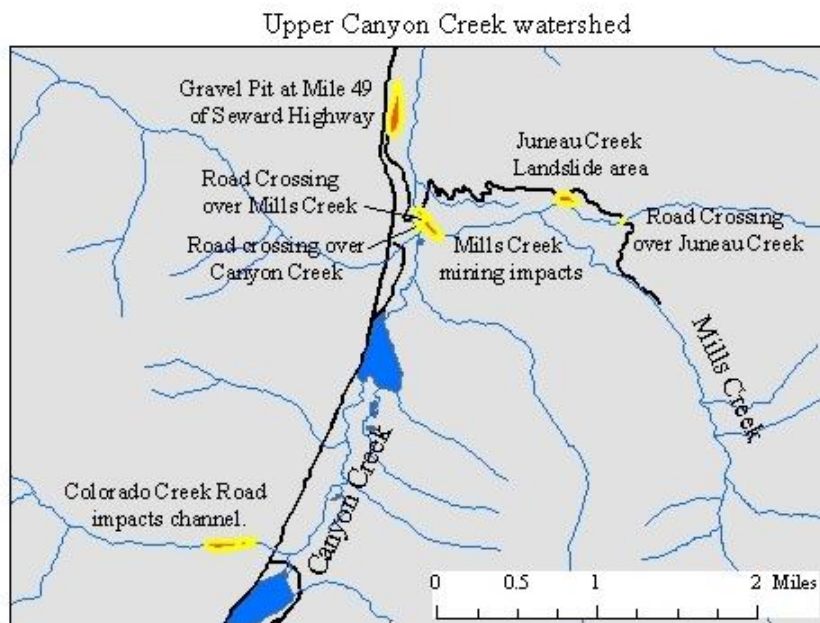 Upper Canyon Creek watershed
Gravel Pit at Mile 49
of Seward Highway
Juneau Creek
Landslide area
Road Crossing
over Mills Creek
Road crossing over
Canyon Creek
Mills Creek
mining impacts
Road Crossing
over Juneau Creek
Mills Creek
Canyon Creek
Colorado Creek Road
impacts channel.
0 0.5 1 2 Miles